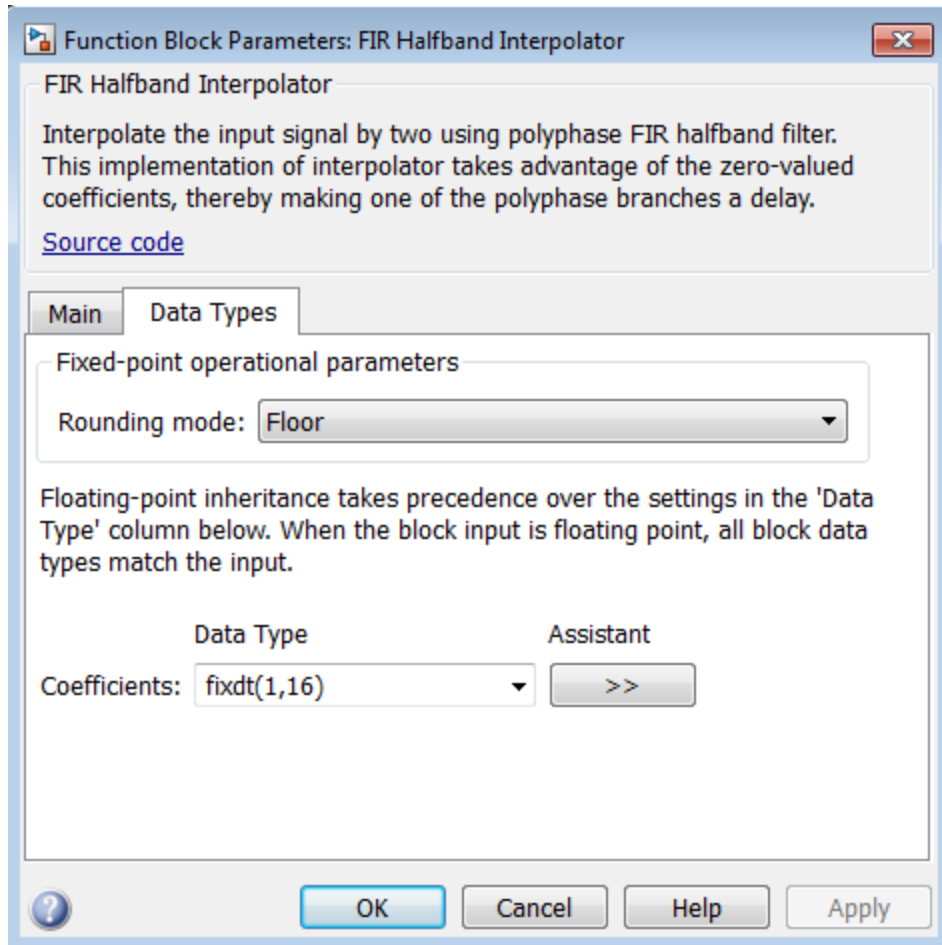 Function Block Parameters: FIR Halfband Interpolator
FIR Halfband Interpolator
Interpolate the input signal by two using polyphase FIR halfband filter.
This implementation of interpolator takes advantage of the zero-valued
coefficients, thereby making one of the polyphase branches a delay.
Source code
Main Data Types
Fixed-point operational parameters
Rounding mode: Floor
Floating-point inheritance takes precedence over the settings in the 'Data
Type' column below. When the block input is floating point, all block data
types match the input.
Data Type Assistant
Coefficients: fixdt(1,16) >>
? OK Cancel Help Apply